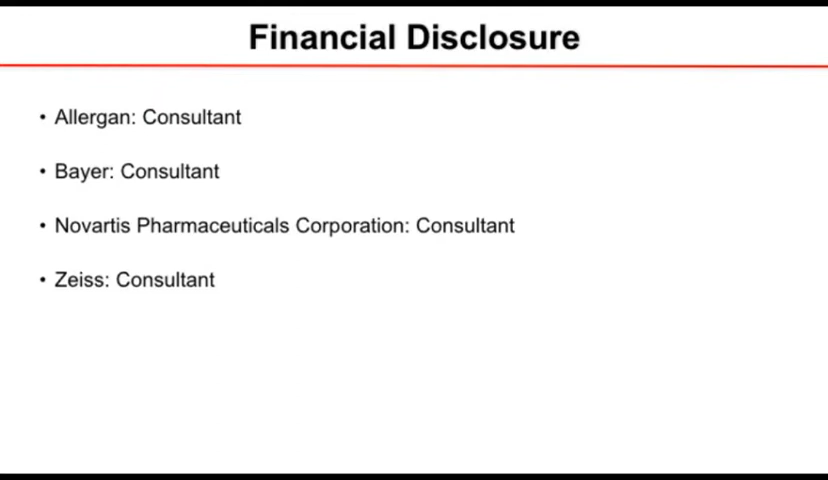 Financial Disclosure
• Allergan: Consultant
• Bayer: Consultant
• Novartis Pharmaceuticals Corporation: Consultant
• Zeiss: Consultant